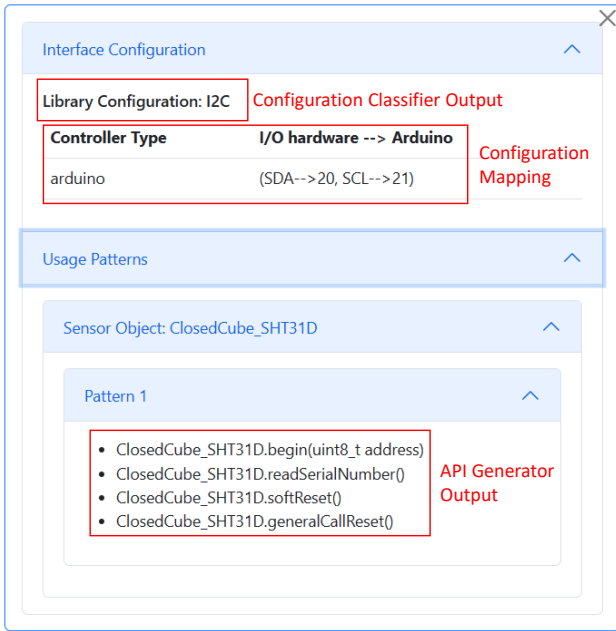 Interface Configuration
Library Configuration: I2C
Configuration Classifier Output
Controller Type I/O hardware --> Arduino
Configuration
Mapping
arduino (SDA-->20, SCL-->21)
Usage Patterns
Sensor Object: ClosedCube_SHT31D
Pattern 1
• ClosedCube_SHT31D.begin(uint8_t address)
• ClosedCube_SHT31D.readSerialNumber()
• ClosedCube_SHT31D.softReset()
• ClosedCube_SHT31D.generalCallReset()
API Generator
Output